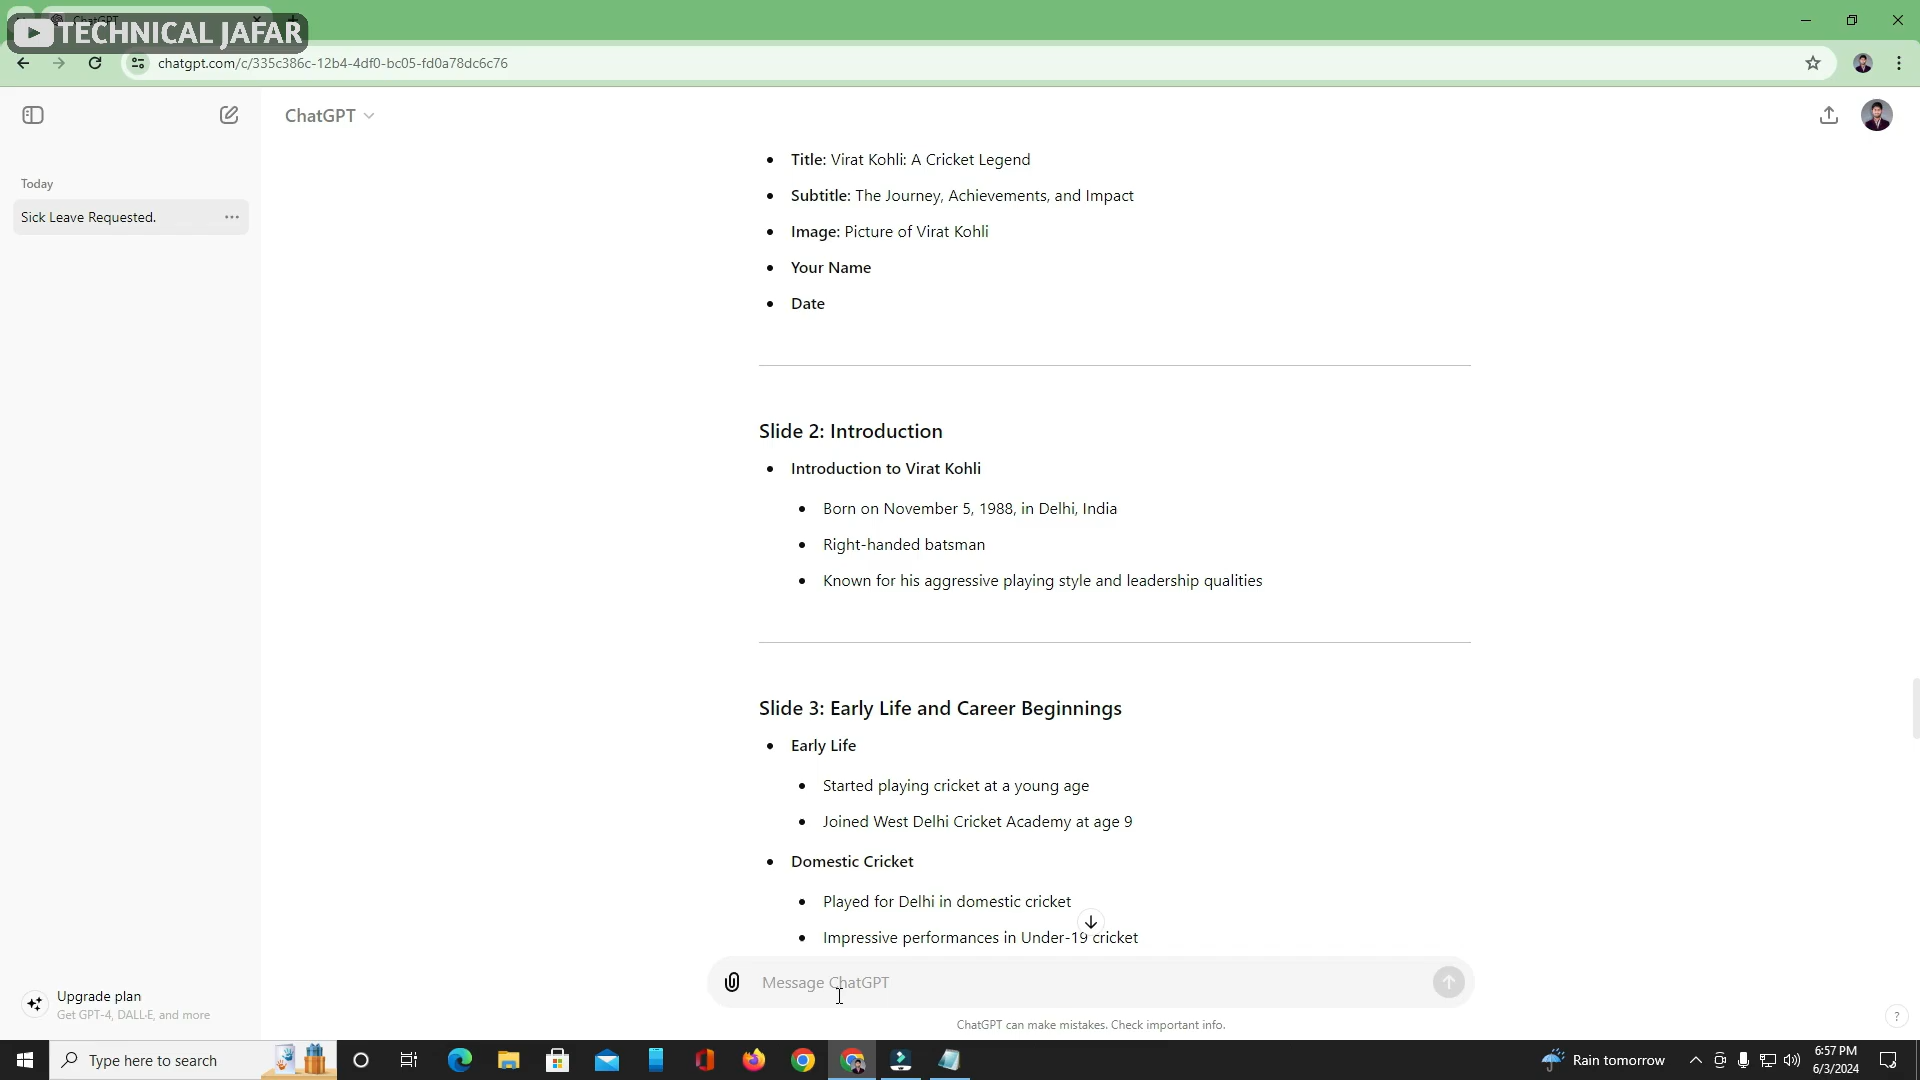 TECHNICAL JAFAR
chatgpt.com/c/335c386c-12b4-4df0-bc05-fd0a78dc6c76
ChatGPT
Today
Sick Leave Requested.
Title: Virat Kohli: A Cricket Legend
Subtitle: The Journey, Achievements, and Impact
Image: Picture of Virat Kohli
Your Name
Date
Slide 2: Introduction
Introduction to Virat Kohli
Born on November 5, 1988, in Delhi, India
Right-handed batsman
Known for his aggressive playing style and leadership qualities
Slide 3: Early Life and Career Beginnings
Early Life
Started playing cricket at a young age
Joined West Delhi Cricket Academy at age 9
Domestic Cricket
Played for Delhi in domestic cricket
Impressive performances in Under-19 cricket
Message ChatGPT
ChatGPT can make mistakes. Check important info.
?
Upgrade plan
Get GPT-4, DALL·E, and more
Type here to search
Rain tomorrow
6:57 PM
6/3/2024